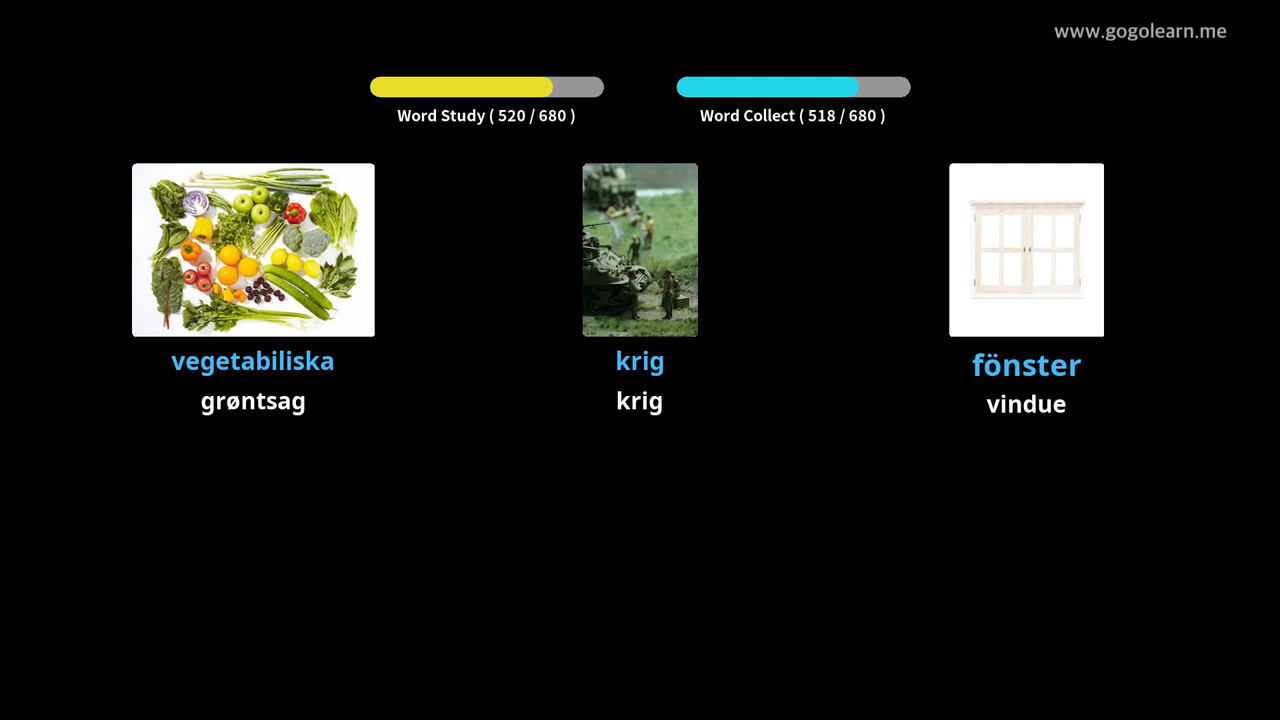 www.gogolearn.me
Word Study ( 520 / 680 )
Word Collect ( 518 / 680 )
vegetabiliska
grøntsag
krig
krig
fönster
vindue